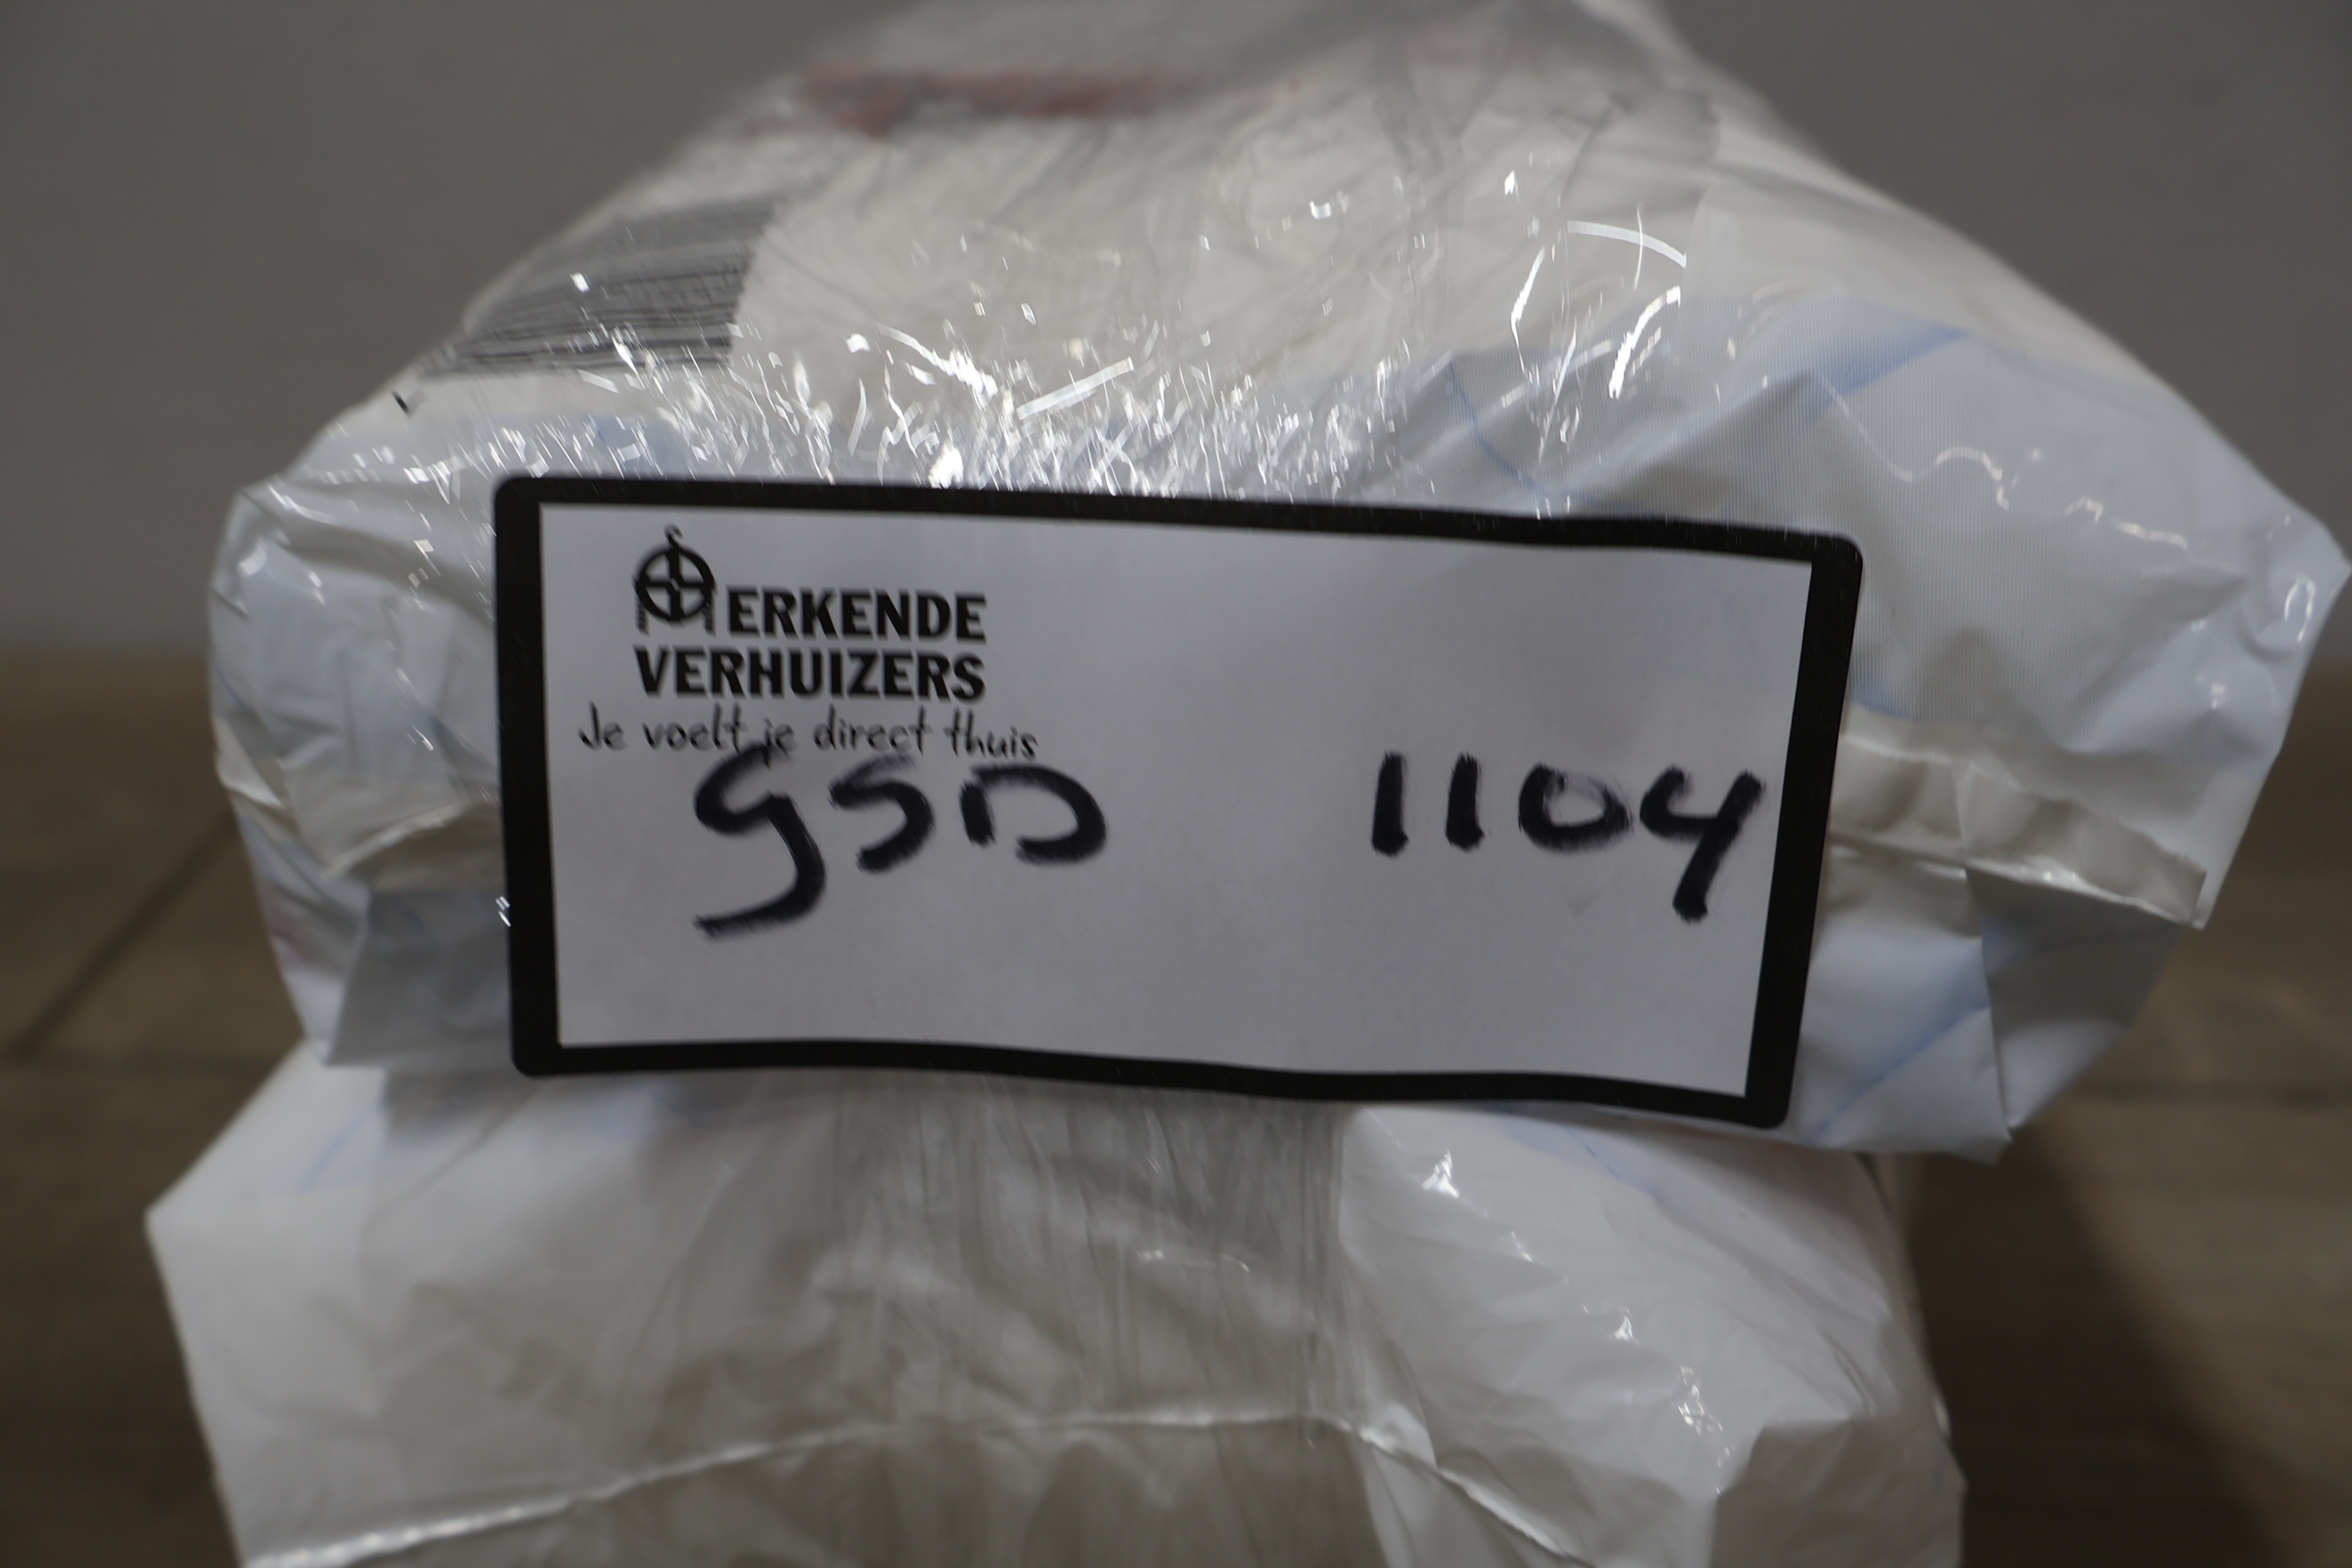 ERKENDE
VERHUIZERS
Je voelt je direct thuis
GSD 1104